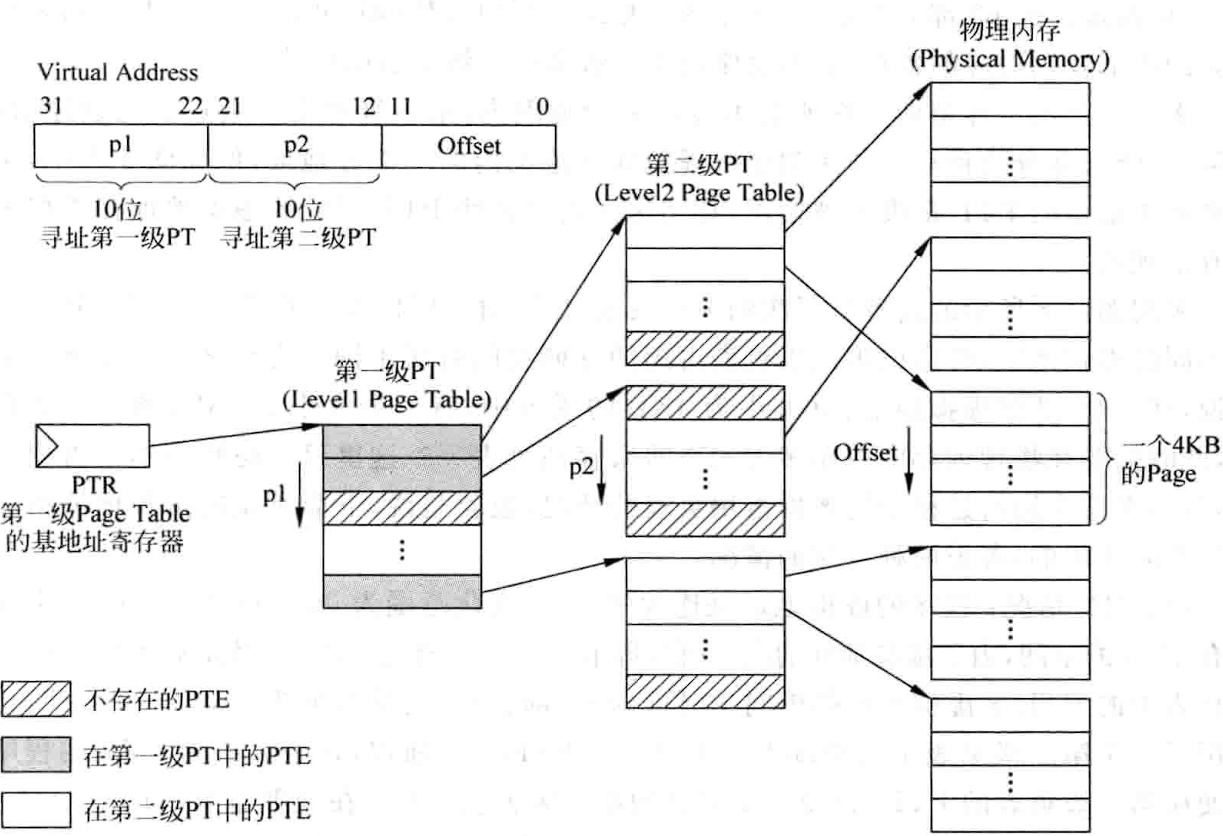 Virtual Address
31 22 21 12 11 0
p1 p2 Offset
10位 10位
寻址第一级PT 寻址第二级PT
PTR
第一级Page Table
的基地址寄存器
第一级PT
(Level1 Page Table)
p1
⋮
第二级PT
(Level2 Page Table)
⋮
p2
⋮
⋮
物理内存
(Physical Memory)
⋮
⋮
Offset
⋮
一个4KB
的Page
⋮
⋮
不存在的PTE
在第一级PT中的PTE
在第二级PT中的PTE